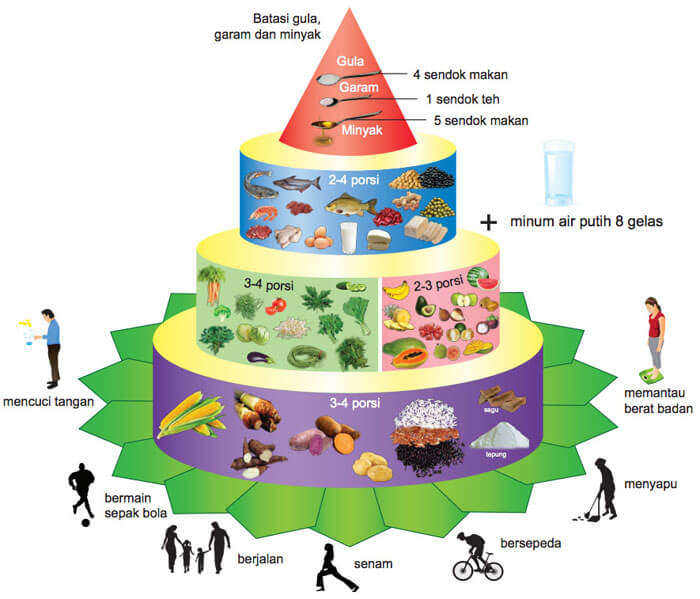 Batasi gula,
garam dan minyak
Gula
4 sendok makan
Garam
1 sendok teh
5 sendok makan
Minyak
2-4 porsi
+ minum air putih 8 gelas
3-4 porsi
2-3 porsi
mencuci tangan
memantau
berat badan
3-4 porsi
sagu
tepung
menyapu
bermain
sepak bola
bersepeda
berjalan
senam